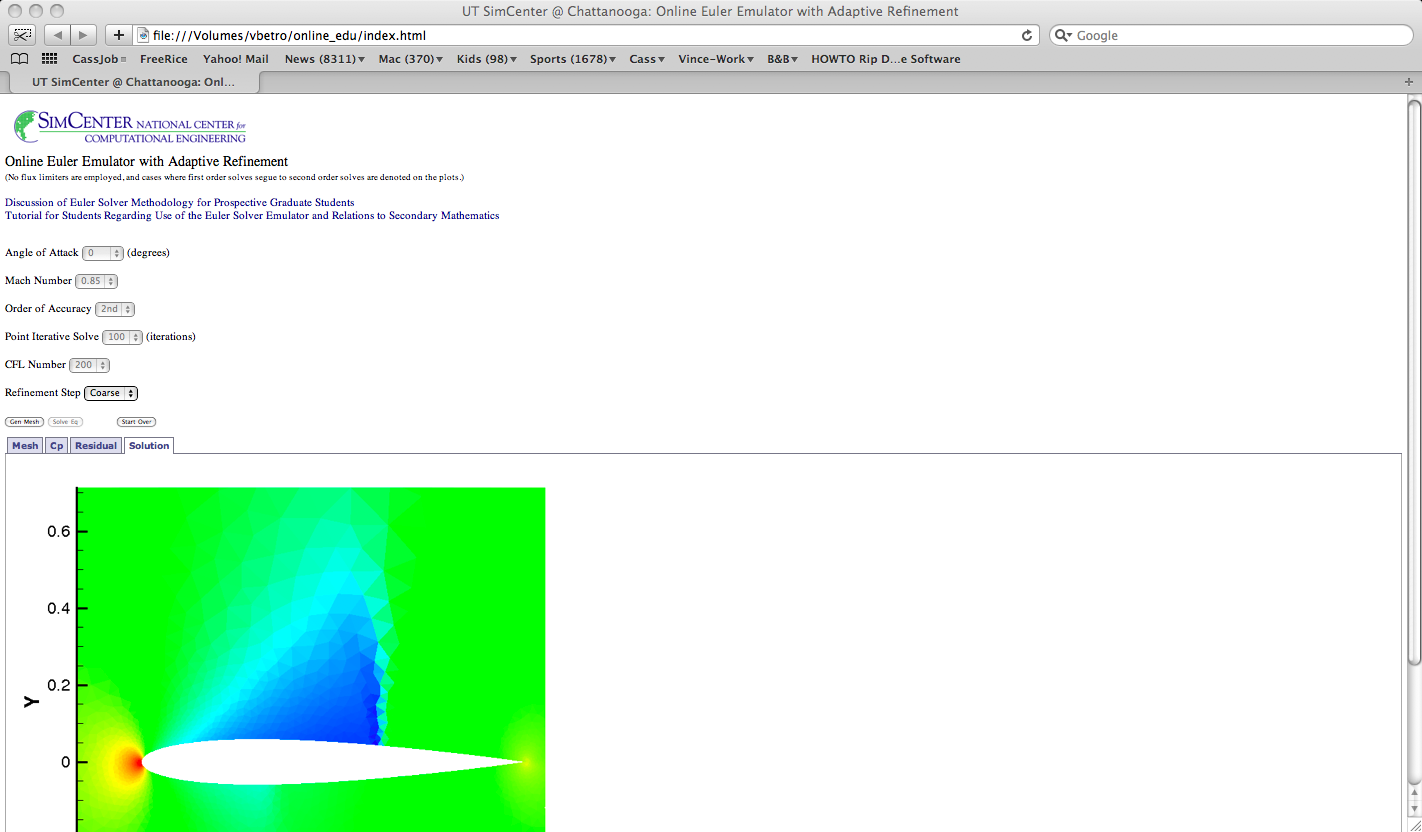 UT SimCenter @ Chattanooga: Online Euler Emulator with Adaptive Refinement
file:///Volumes/vbetro/online_edu/index.html
Google
CassJob FreeRice Yahoo! Mail News (8311) Mac (370) Kids (98) Sports (1678) Cass Vince-Work B&B HOWTO Rip D...e Software
UT SimCenter @ Chattanooga: Onl...
SIMCENTER NATIONAL CENTER for
COMPUTATIONAL ENGINEERING
Online Euler Emulator with Adaptive Refinement
(No flux limiters are employed, and cases where first order solves segue to second order solves are denoted on the plots.)
Discussion of Euler Solver Methodology for Prospective Graduate Students
Tutorial for Students Regarding Use of the Euler Solver Emulator and Relations to Secondary Mathematics
Angle of Attack 0 (degrees)
Mach Number 0.85
Order of Accuracy 2nd
Point Iterative Solve 100 (iterations)
CFL Number 200
Refinement Step Coarse
Gen Mesh Solve Eq Start Over
Mesh Cp Residual Solution
0.6
0.4
0.2
Y
0